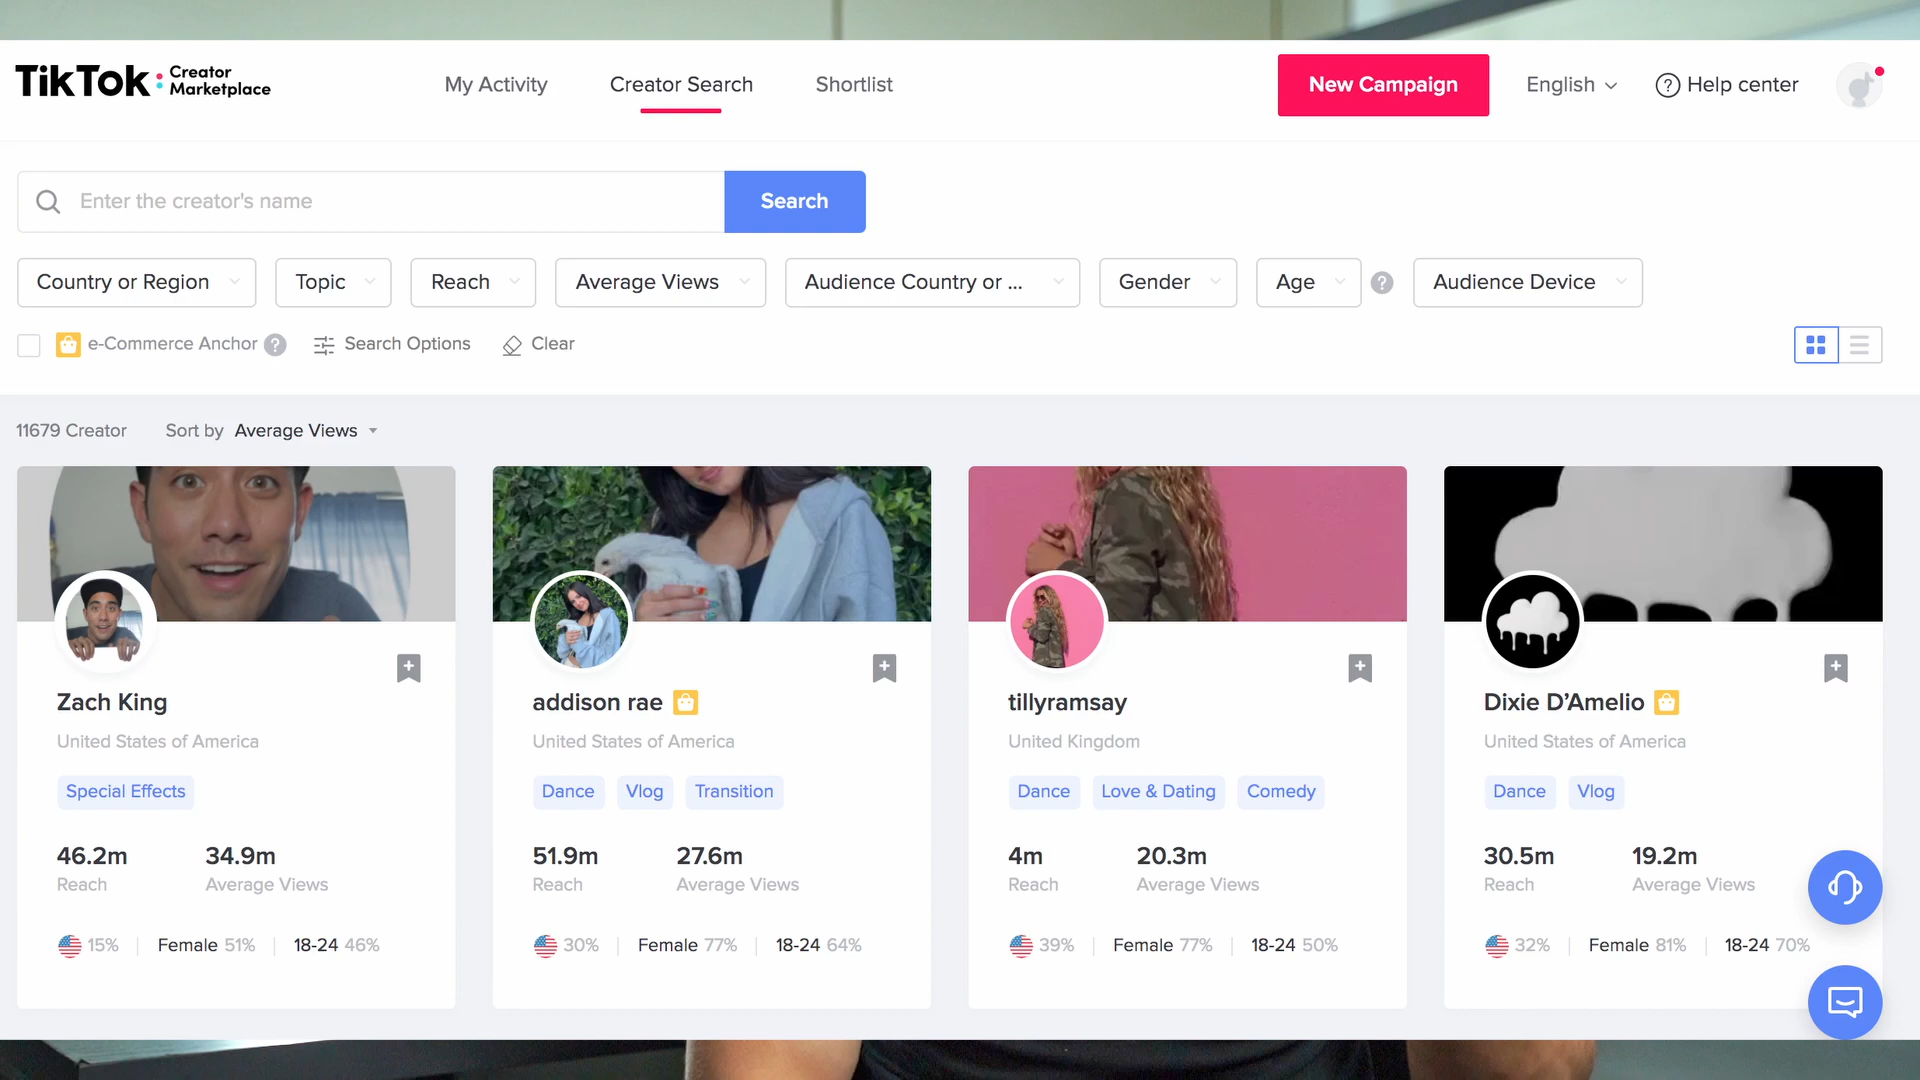 TikTok: Creator Marketplace
My Activity
Creator Search
Shortlist
New Campaign
English
Help center
Enter the creator's name
Search
Country or Region
Topic
Reach
Average Views
Audience Country or ...
Gender
Age
?
Audience Device
e-Commerce Anchor ?
Search Options
Clear
11679 Creator
Sort by Average Views
Zach King
United States of America
Special Effects
46.2m
34.9m
Reach
Average Views
15%
Female 51%
18-24 46%
addison rae
United States of America
Dance
Vlog
Transition
51.9m
27.6m
Reach
Average Views
30%
Female 77%
18-24 64%
tillyramsay
United Kingdom
Dance
Love & Dating
Comedy
4m
20.3m
Reach
Average Views
39%
Female 77%
18-24 50%
Dixie D’Amelio
United States of America
Dance
Vlog
30.5m
19.2m
Reach
Average Views
32%
Female 81%
18-24 70%